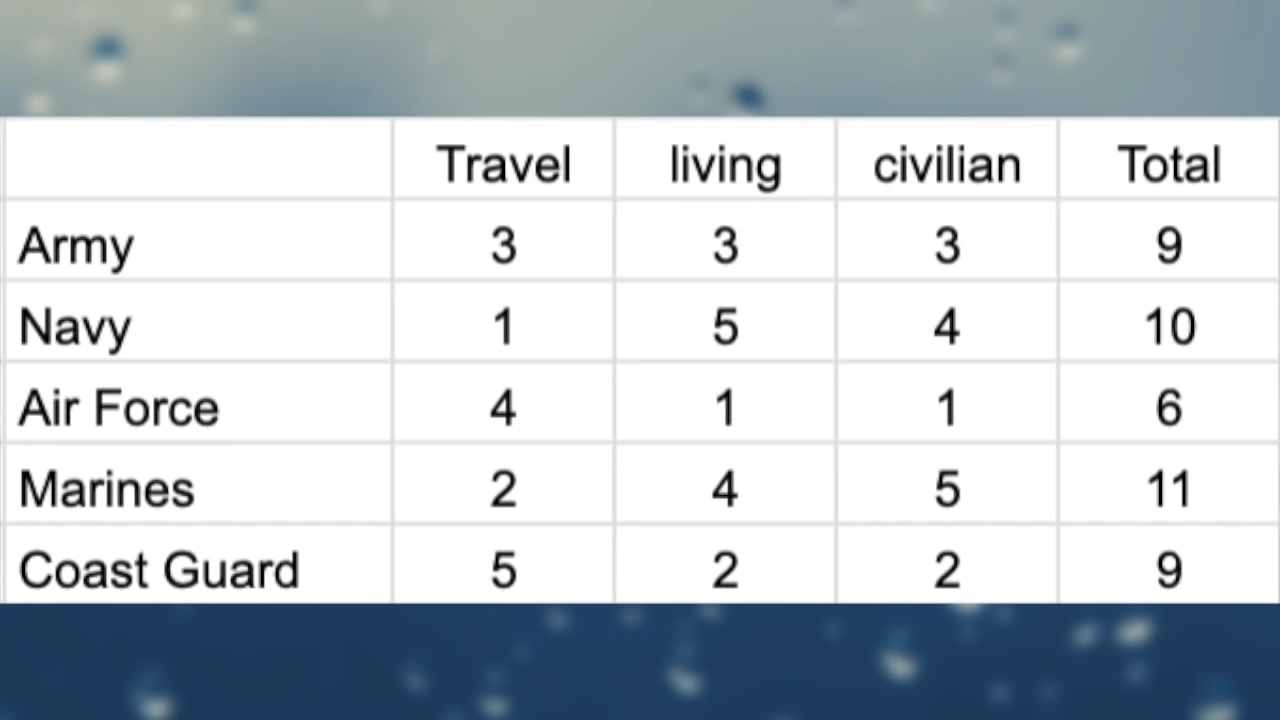 Travel living civilian Total
Army 3 3 3 9
Navy 1 5 4 10
Air Force 4 1 1 6
Marines 2 4 5 11
Coast Guard 5 2 2 9